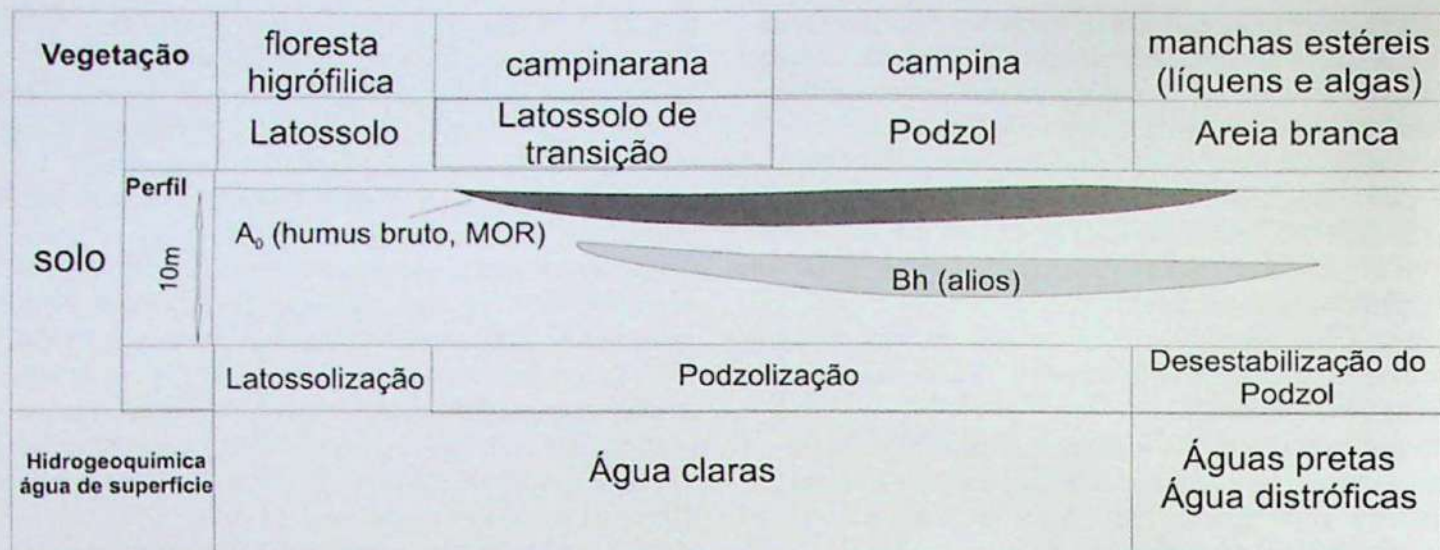 Vegetação
floresta
higrófilica
campinarana
campina
manchas estéreis
(líquens e algas)
Latossolo
Latossolo de
transição
Podzol
Areia branca
solo
Perfil
10m
A₀ (humus bruto, MOR)
Bh (alios)
Latossolização
Podzolização
Desestabilização do
Podzol
Hidrogeoquímica
água de superfície
Água claras
Águas pretas
Água distróficas